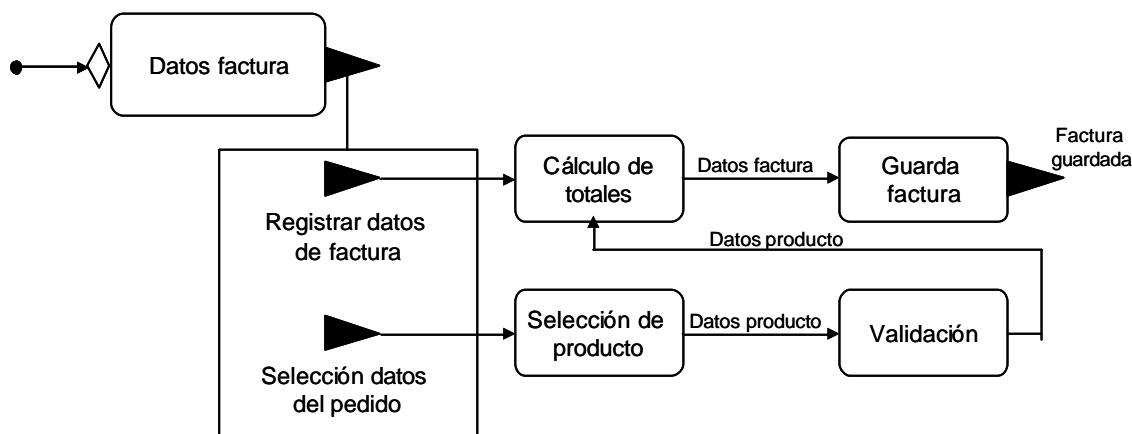 Datos factura
Registrar datos
de factura
Selección datos
del pedido
Cálculo de
totales
Datos factura
Guarda
factura
Factura
guardada
Datos producto
Selección de
producto
Datos producto
Validación